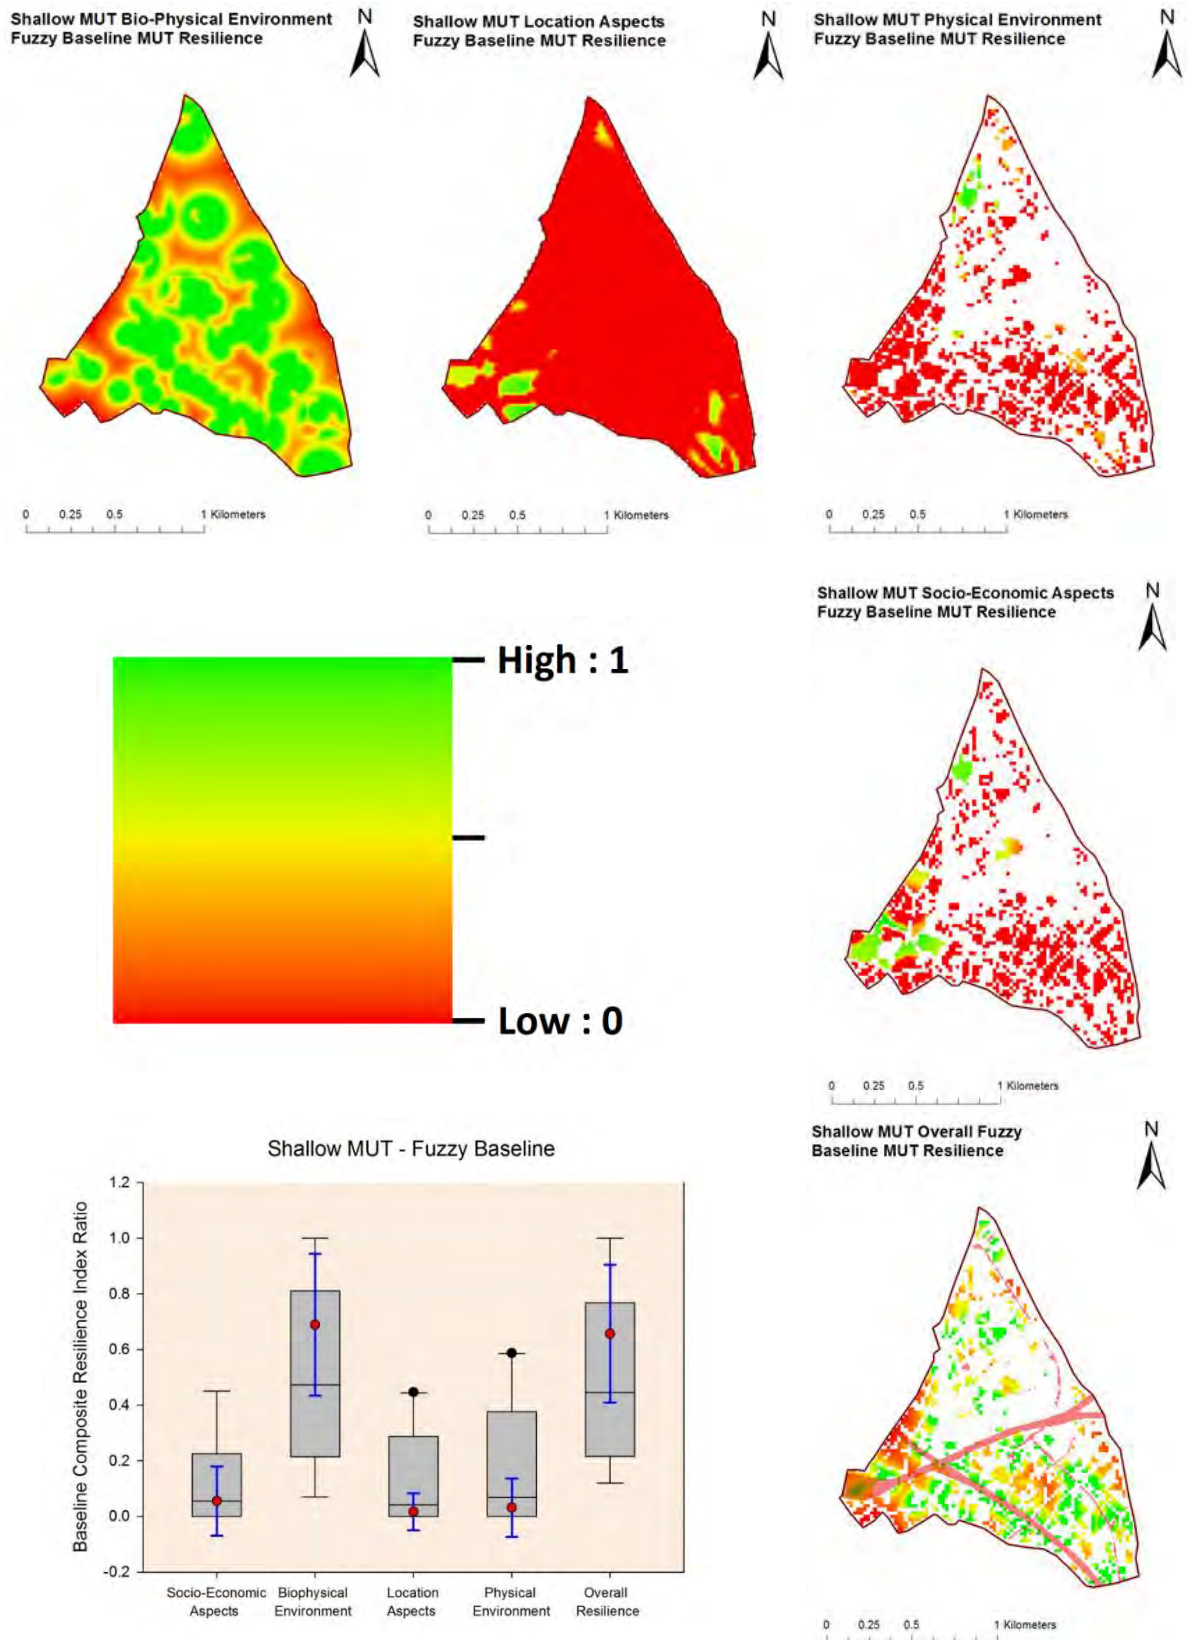 Shallow MUT Bio-Physical Environment
Fuzzy Baseline MUT Resilience
N
Shallow MUT Location Aspects
Fuzzy Baseline MUT Resilience
N
Shallow MUT Physical Environment
Fuzzy Baseline MUT Resilience
N
0 0.25 0.5 1 Kilometers
0 0.25 0.5 1 Kilometers
0 0.25 0.5 1 Kilometers
Shallow MUT Socio-Economic Aspects
Fuzzy Baseline MUT Resilience
N
High : 1
Low : 0
0 0.25 0.5 1 Kilometers
Shallow MUT - Fuzzy Baseline
Baseline Composite Resilience Index Ratio
1.2
1.0
0.8
0.6
0.4
0.2
0.0
-0.2
Socio-Economic
Aspects
Biophysical
Environment
Location
Aspects
Physical
Environment
Overall
Resilience
Shallow MUT Overall Fuzzy
Baseline MUT Resilience
N
0 0.25 0.5 1 Kilometers